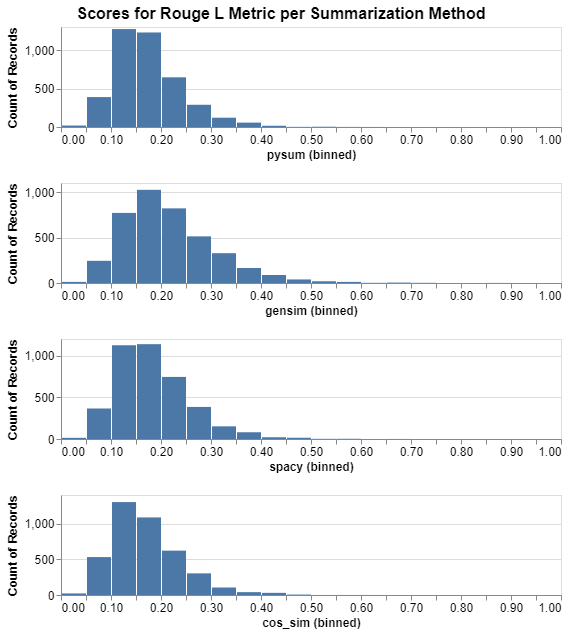 Scores for Rouge L Metric per Summarization Method
Count of Records
1,000
500
0
0.00 0.10 0.20 0.30 0.40 0.50 0.60 0.70 0.80 0.90 1.00
pysum (binned)
Count of Records
1,000
500
0
0.00 0.10 0.20 0.30 0.40 0.50 0.60 0.70 0.80 0.90 1.00
gensim (binned)
Count of Records
1,000
500
0
0.00 0.10 0.20 0.30 0.40 0.50 0.60 0.70 0.80 0.90 1.00
spacy (binned)
Count of Records
1,000
500
0
0.00 0.10 0.20 0.30 0.40 0.50 0.60 0.70 0.80 0.90 1.00
cos_sim (binned)